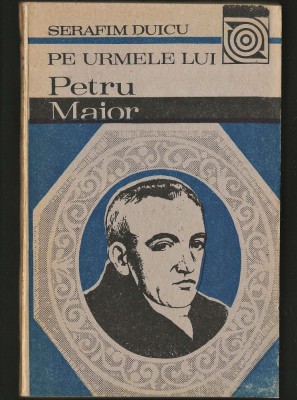 SERAFIM DUICU
PE URMELE LUI
Petru
Maior